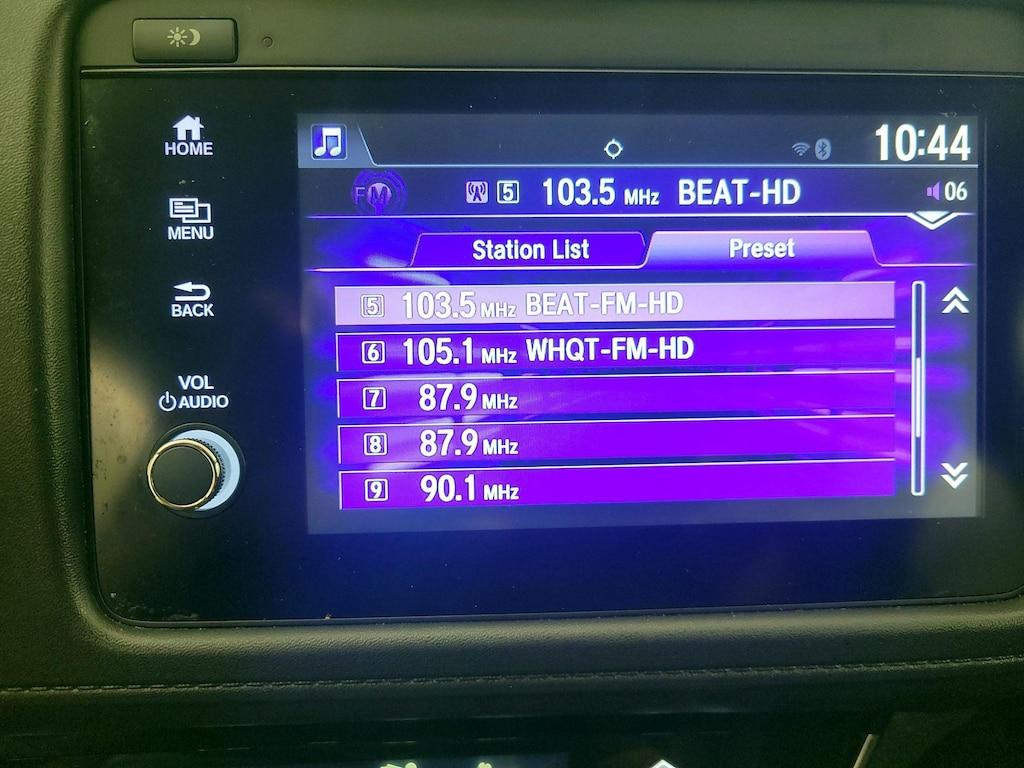 HOME
MENU
BACK
VOL
AUDIO
10:44
FM 5 103.5 MHz BEAT-HD 06
Station List Preset
5 103.5 MHz BEAT-FM-HD
6 105.1 MHz WHQT-FM-HD
7 87.9 MHz
8 87.9 MHz
9 90.1 MHz